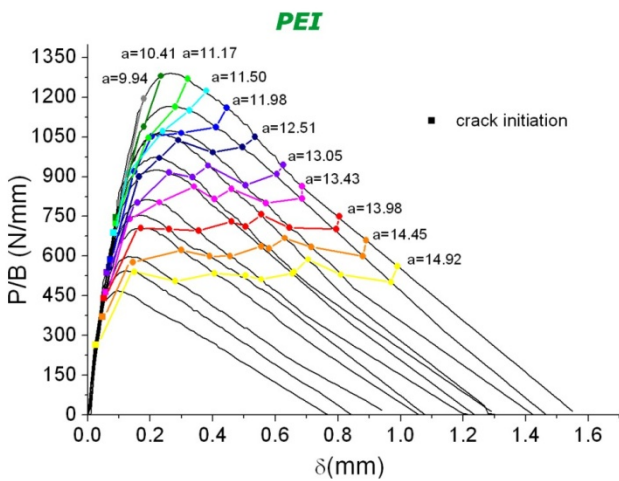 PEI
1350
1200
1050
900
750
600
450
300
150
0
P/B (N/mm)
a=10.41
a=11.17
a=9.94
a=11.50
a=11.98
a=12.51
a=13.05
a=13.43
a=13.98
a=14.45
a=14.92
crack initiation
0.0 0.2 0.4 0.6 0.8 1.0 1.2 1.4 1.6
δ(mm)